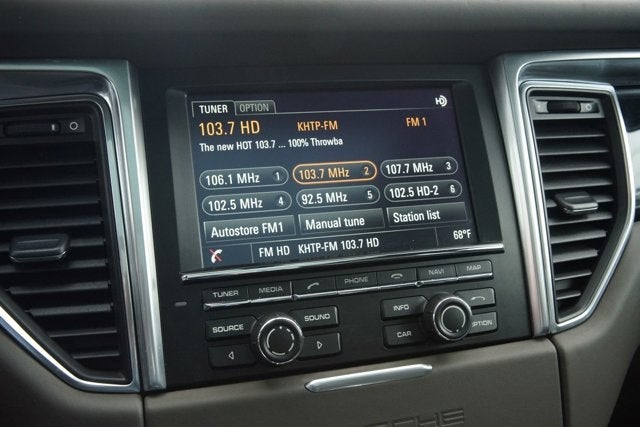 TUNER OPTION HD
103.7 HD KHTP-FM FM 1
The new HOT 103.7 ... 100% Throwba
106.1 MHz 1 103.7 MHz 2 107.7 MHz 3
102.5 MHz 4 92.5 MHz 5 102.5 HD-2 6
Autostore FM1 Manual tune Station list
FM HD KHTP-FM 103.7 HD 68°F
TUNER MEDIA PHONE NAVI MAP
SOURCE SOUND INFO
CAR OPTION